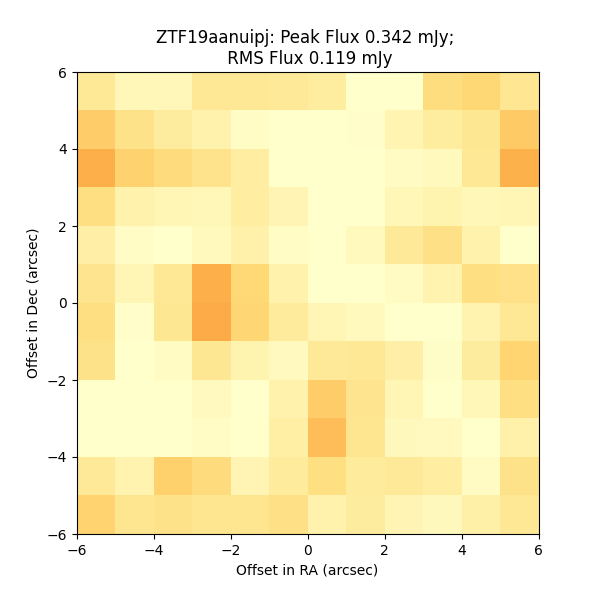 ZTF19aanuipj: Peak Flux 0.342 mJy;
RMS Flux 0.119 mJy
6
4
2
0
−2
−4
−6
Offset in Dec (arcsec)
−6 −4 −2 0 2 4 6
Offset in RA (arcsec)